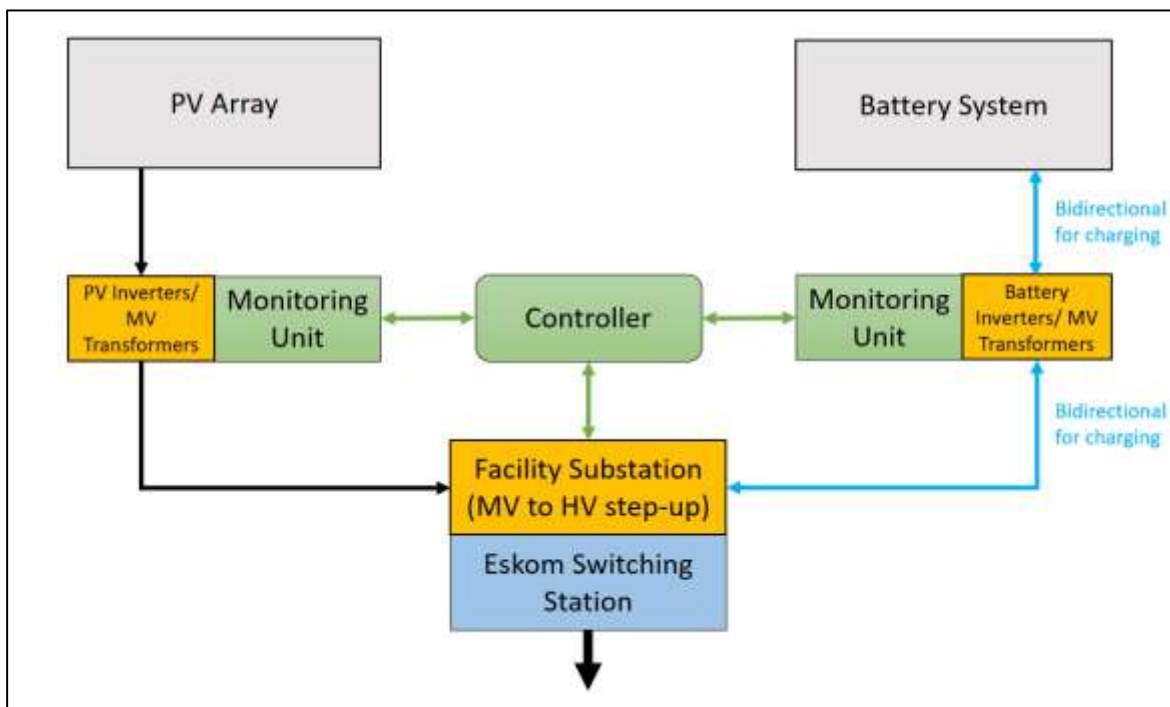 PV Array
Battery System
Bidirectional
for charging
PV Inverters/
MV
Transformers
Monitoring
Unit
Controller
Monitoring
Unit
Battery
Inverters/ MV
Transformers
Bidirectional
for charging
Facility Substation
(MV to HV step-up)
Eskom Switching
Station